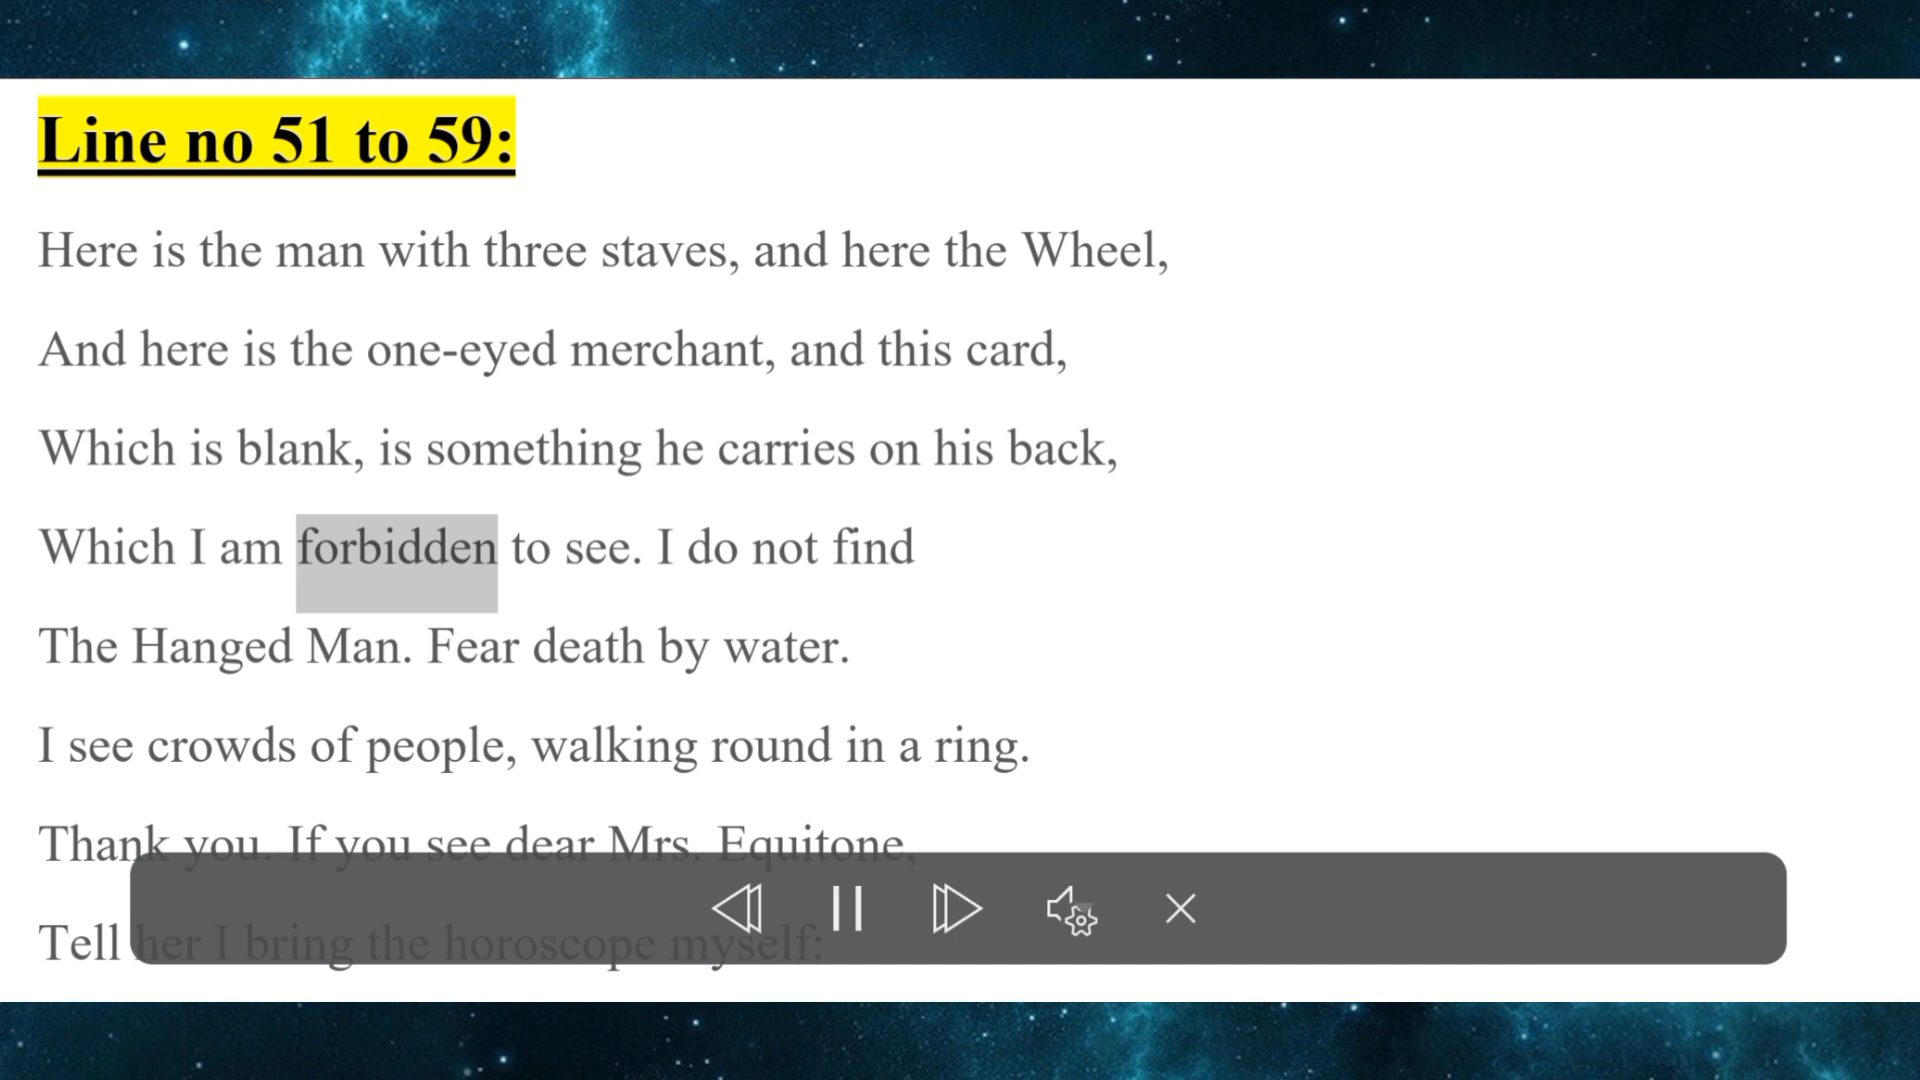 Line no 51 to 59:
Here is the man with three staves, and here the Wheel,
And here is the one-eyed merchant, and this card,
Which is blank, is something he carries on his back,
Which I am forbidden to see. I do not find
The Hanged Man. Fear death by water.
I see crowds of people, walking round in a ring.
Thank you. If you see dear Mrs. Equitone,
Tell her I bring the horoscope myself: